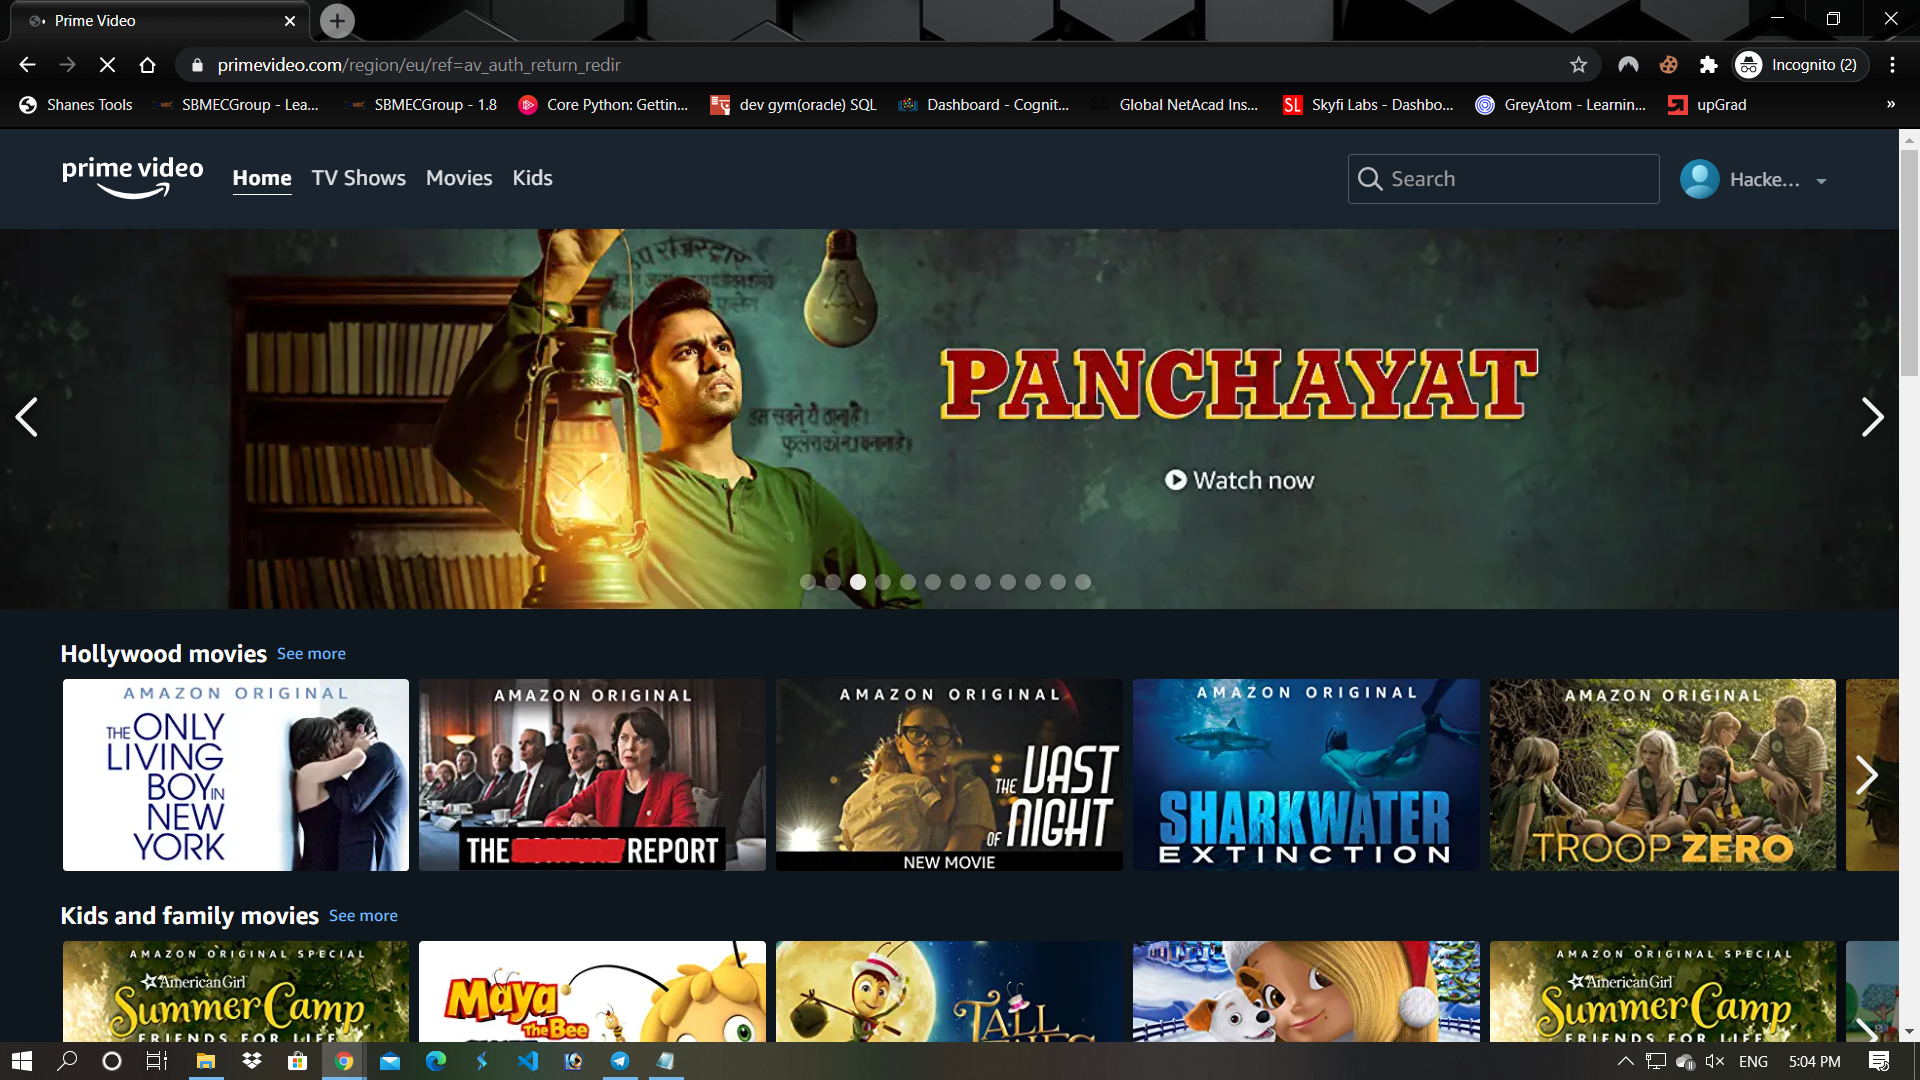 Prime Video
primevideo.com/region/eu/ref=av_auth_return_redir
Incognito (2)
Shanes Tools
SBMECGroup - Lea...
SBMECGroup - 1.8
Core Python: Gettin...
dev gym(oracle) SQL
Dashboard - Cognit...
Global NetAcad Ins...
SL
Skyfi Labs - Dashbo...
GreyAtom - Learnin...
upGrad
»
prime video
Home
TV Shows
Movies
Kids
Search
Hacke...
PANCHAYAT
Watch now
Hollywood movies See more
AMAZON ORIGINAL
THE ONLY
LIVING
BOY IN
NEW
YORK
AMAZON ORIGINAL
THE TORTURE REPORT
AMAZON ORIGINAL
THE VAST
OF NIGHT
NEW MOVIE
AMAZON ORIGINAL
SHARKWATER
EXTINCTION
AMAZON ORIGINAL
TROOP ZERO
Kids and family movies See more
AMAZON ORIGINAL SPECIAL
American Girl
Summer Camp
FRIENDS FOR LIFE
Maya
THE BEE
TALL
TALES
AMAZON ORIGINAL SPECIAL
American Girl
Summer Camp
FRIENDS FOR LIFE
ENG
5:04 PM